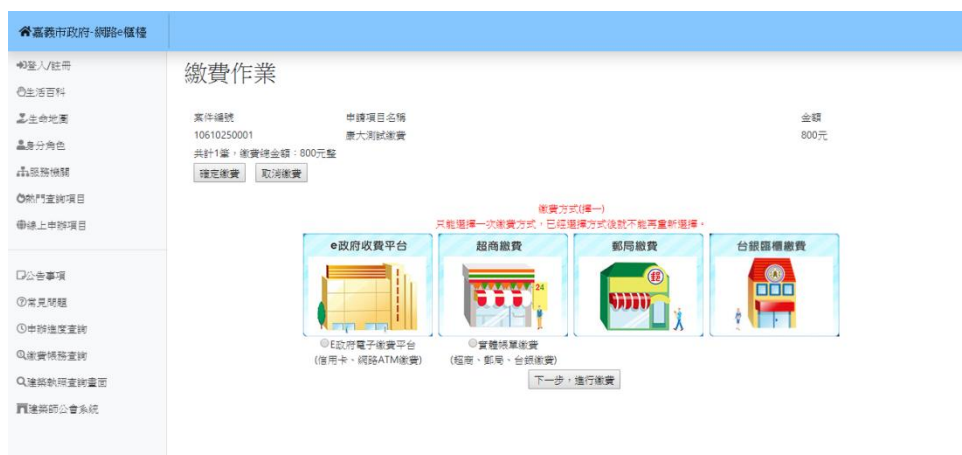 嘉義市政府-網路e櫃檯
登入/註冊
生活百科
生命地圖
身分角色
服務機關
熱門查詢項目
線上申辦項目
公告事項
常見問題
申辦進度查詢
繳費帳務查詢
建築執照查詢畫面
建築師公會系統
繳費作業
案件編號 申請項目名稱 金額
10610250001 康大測試繳費 800元
共計1筆，繳費總金額：800元整
確定繳費 取消繳費
繳費方式(擇一)
只能選擇一次繳費方式，已經選擇方式後就不能再重新選擇。
e政府收費平台 超商繳費 郵局繳費 台銀臨櫃繳費
24
郵
E政府電子繳費平台 實體帳單繳費
(信用卡、網路ATM繳費) (超商、郵局、台銀繳費)
下一步，進行繳費